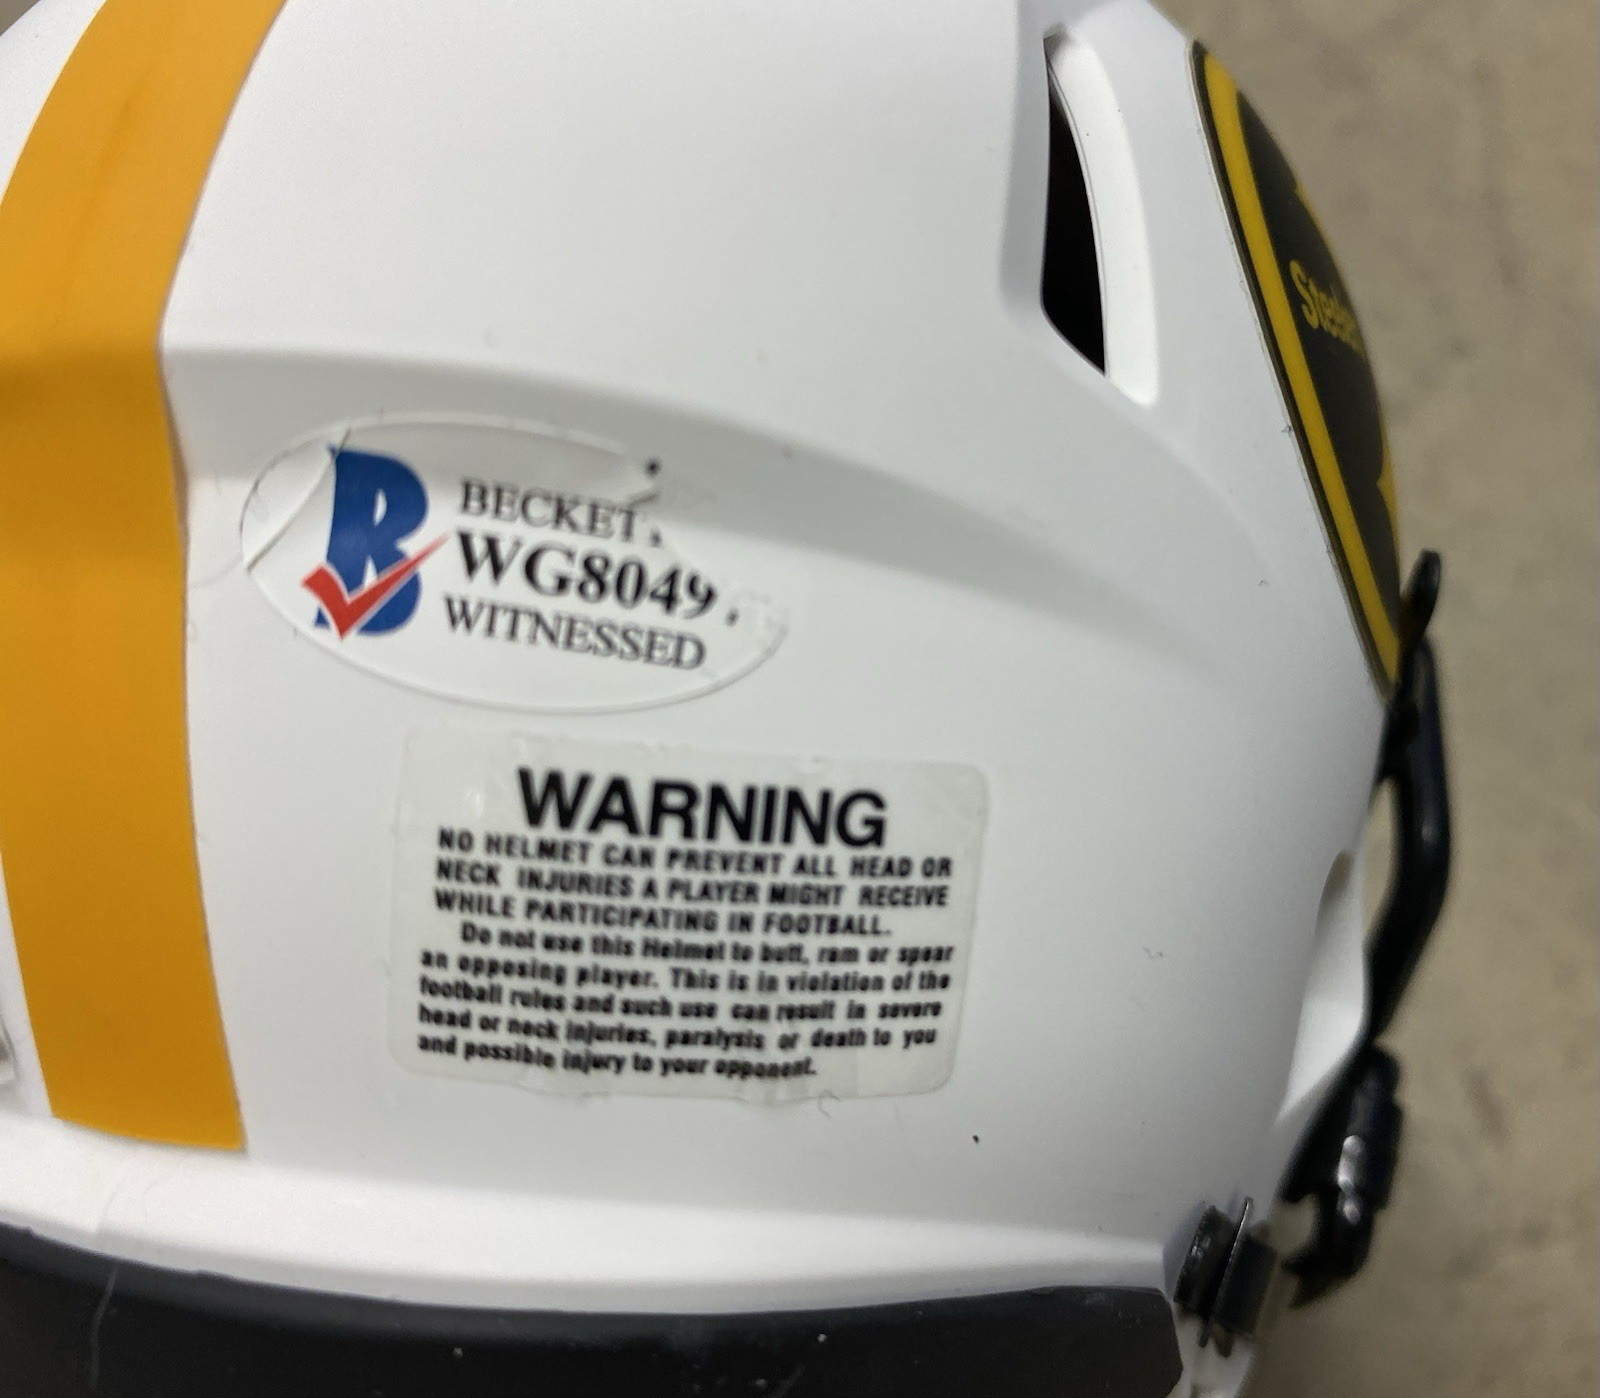 BECKET
WG8049
WITNESSED
Steelers
WARNING
NO HELMET CAN PREVENT ALL HEAD OR
NECK INJURIES A PLAYER MIGHT RECEIVE
WHILE PARTICIPATING IN FOOTBALL.
Do not use this Helmet to butt, ram or spear
an opposing player. This is in violation of the
football rules and such use can result in severe
head or neck injuries, paralysis or death to you
and possible injury to your opponent.